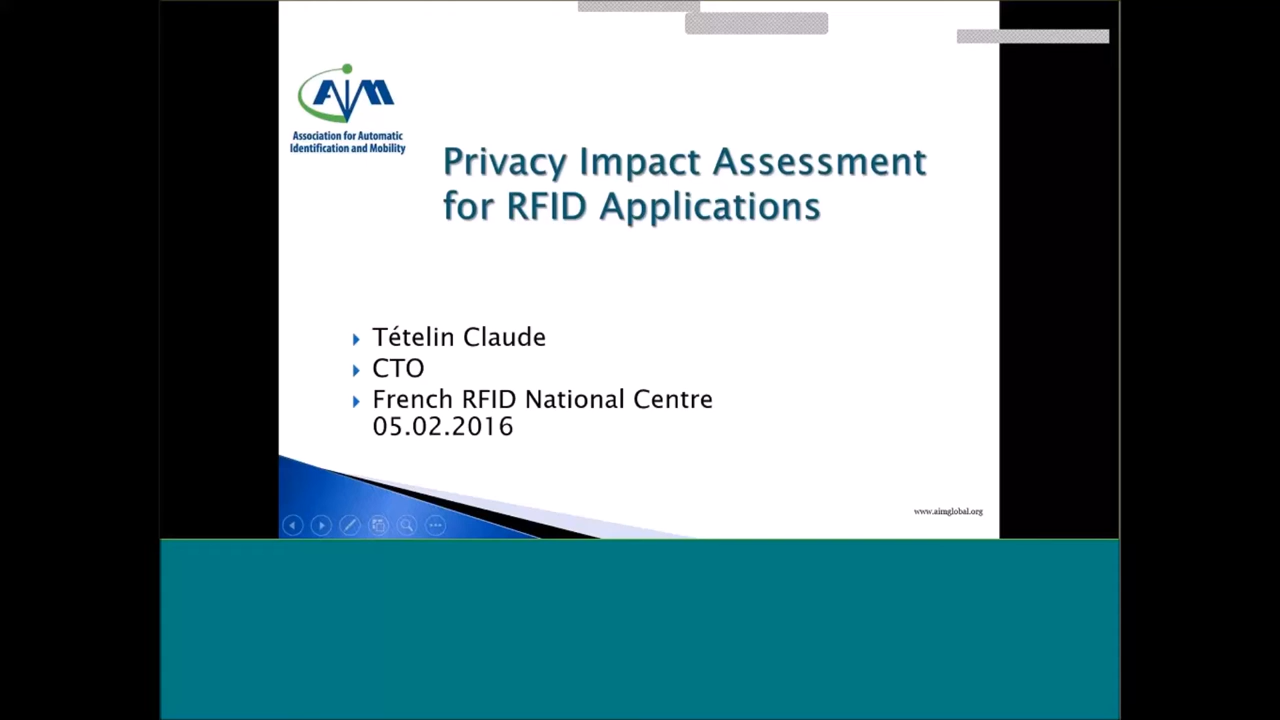 AIM
Association for Automatic
Identification and Mobility
Privacy Impact Assessment
for RFID Applications
Tételin Claude
CTO
French RFID National Centre
05.02.2016
www.aimglobal.org